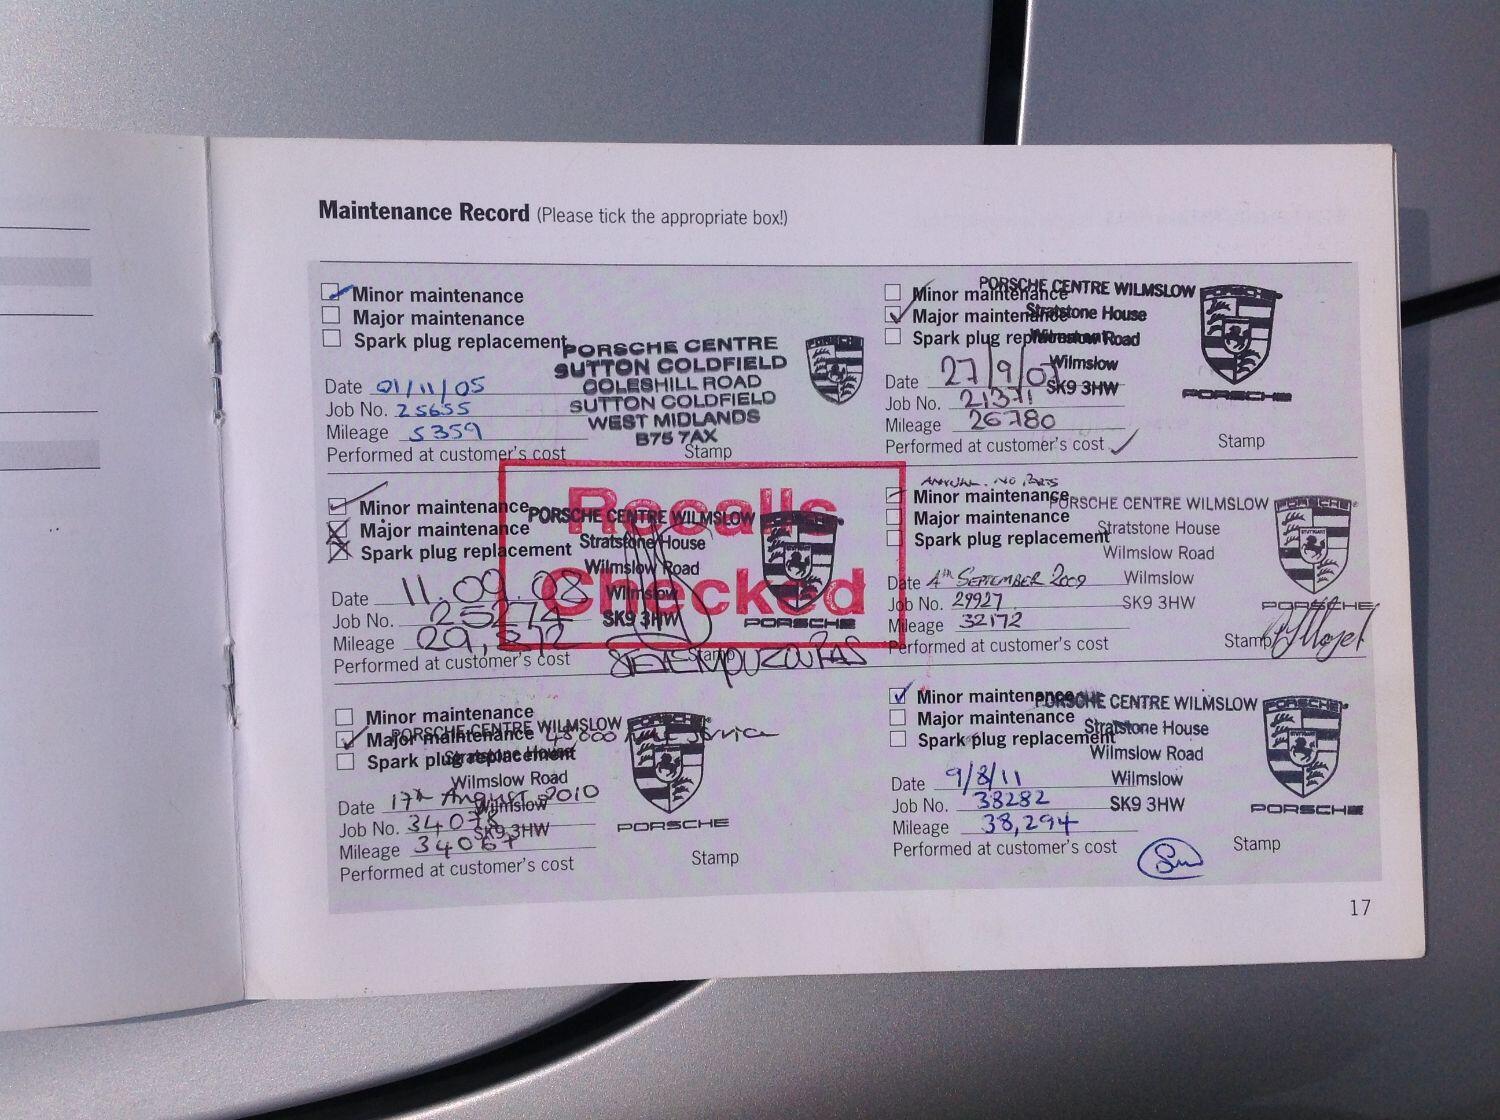 Maintenance Record (Please tick the appropriate box!)
Minor maintenance
Major maintenance
Spark plug replacement
PORSCHE CENTRE
SUTTON COLDFIELD
COLESHILL ROAD
SUTTON COLDFIELD
WEST MIDLANDS
B75 7AX
Date 01/11/05
Job No. 25655
Mileage 5359
Performed at customer's cost
Stamp
Minor maintenance
Major maintenance
Spark plug replacement
PORSCHE CENTRE WILMSLOW
Stratstone House
Wilmslow Road
Wilmslow
SK9 3HW
PORSCHE
Date 27/9/07
Job No. 21371
Mileage 26780
Performed at customer's cost
Stamp
Minor maintenance
Major maintenance
Spark plug replacement
Recalls
Checked
PORSCHE CENTRE WILMSLOW
Stratstone House
Wilmslow Road
Wilmslow
SK9 3HW
PORSCHE
Date 11.09.08
Job No. 25274
Mileage 29,572
Performed at customer's cost
Stamp
ANNUAL. NO PARTS
Minor maintenance
Major maintenance
Spark plug replacement
PORSCHE CENTRE WILMSLOW
Stratstone House
Wilmslow Road
Wilmslow
SK9 3HW
PORSCHE
Date 4th SEPTEMBER 2009
Job No. 29927
Mileage 32172
Performed at customer's cost
Stamp
Minor maintenance
Major maintenance
Spark plug replacement
PORSCHE CENTRE WILMSLOW
Stratstone House
Wilmslow Road
Wilmslow
SK9 3HW
PORSCHE
Date 17th August 2010
Job No. 34078
Mileage 34067
Performed at customer's cost
Stamp
Minor maintenance
Major maintenance
Spark plug replacement
PORSCHE CENTRE WILMSLOW
Stratstone House
Wilmslow Road
Wilmslow
SK9 3HW
PORSCHE
Date 9/8/11
Job No. 38282
Mileage 38,294
Performed at customer's cost
Stamp
17